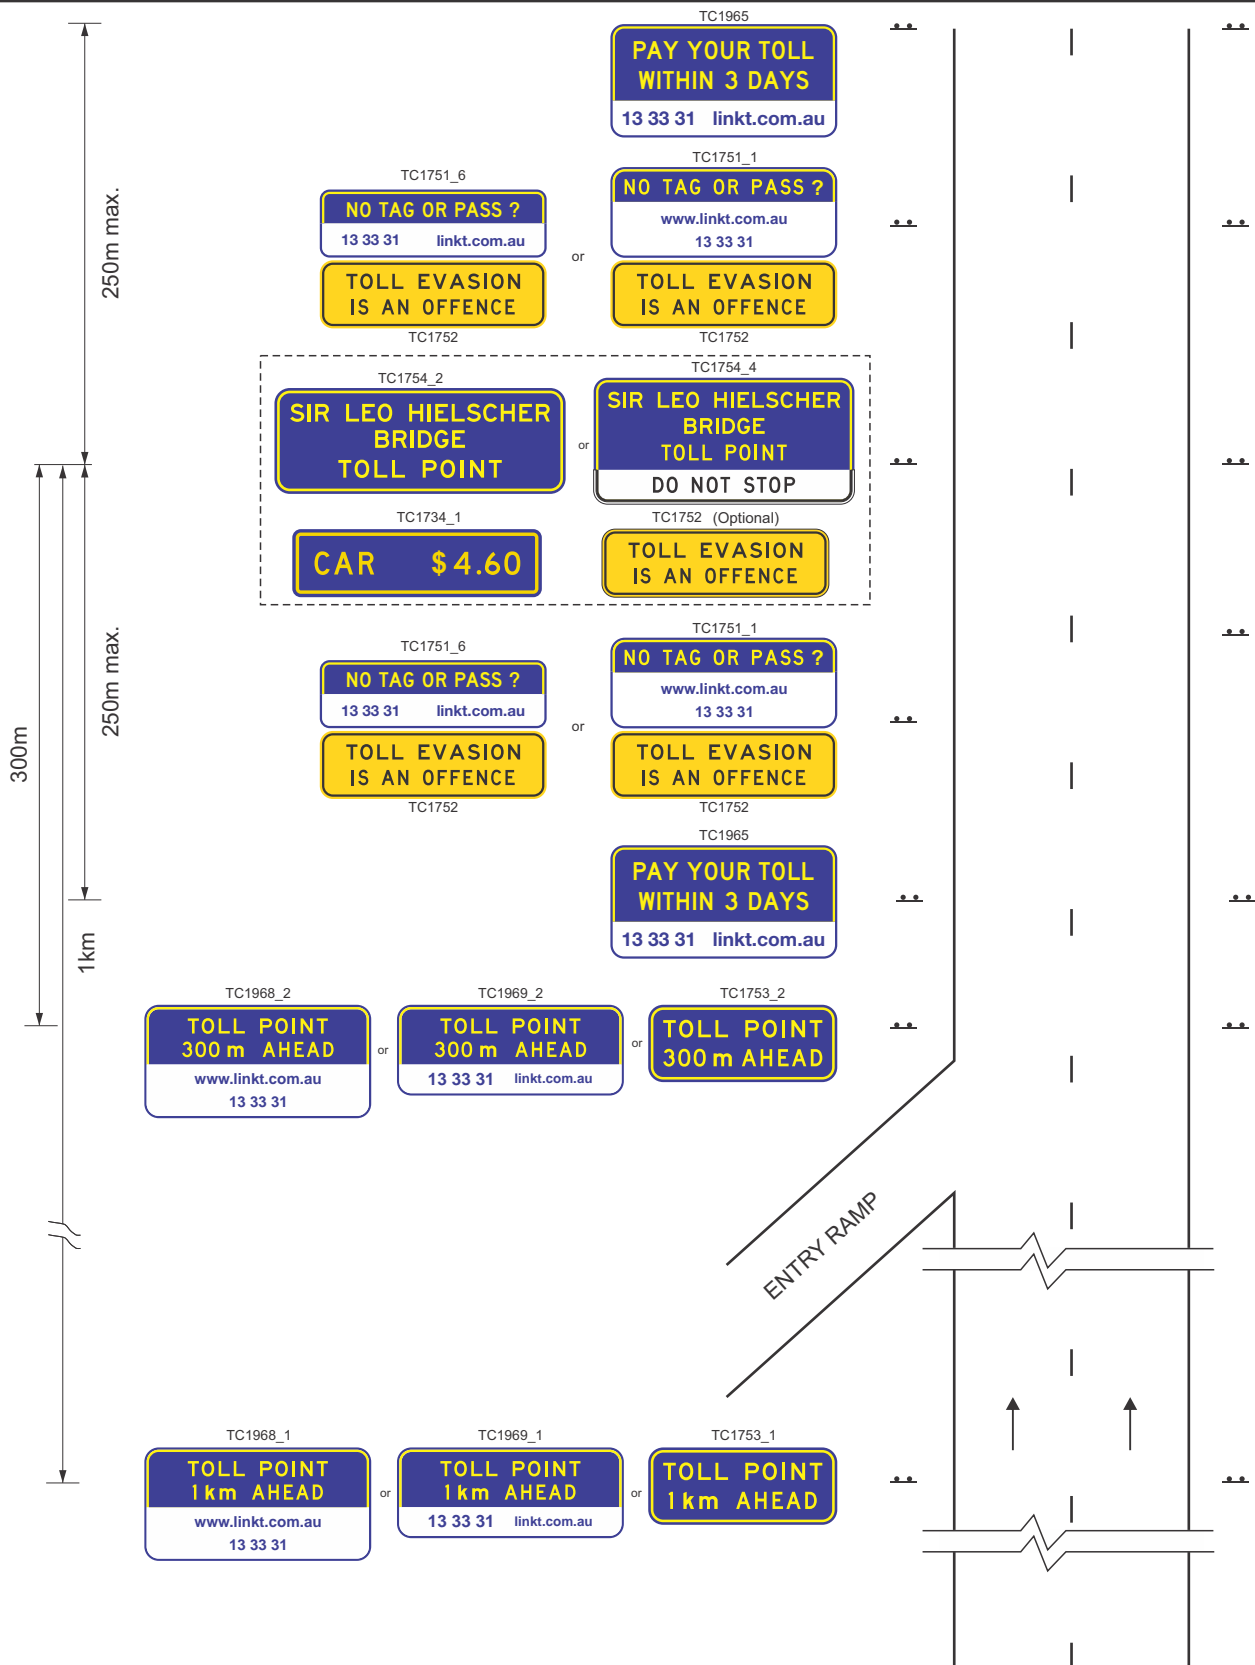 TC1965
PAY YOUR TOLL
WITHIN 3 DAYS
13 33 31 linkt.com.au
250m max.
TC1751_6
NO TAG OR PASS ?
13 33 31 linkt.com.au
TOLL EVASION
IS AN OFFENCE
TC1752
or
TC1751_1
NO TAG OR PASS ?
www.linkt.com.au
13 33 31
TOLL EVASION
IS AN OFFENCE
TC1752
TC1754_2
SIR LEO HIELSCHER
BRIDGE
TOLL POINT
or
TC1754_4
SIR LEO HIELSCHER
BRIDGE
TOLL POINT
DO NOT STOP
TC1734_1
CAR $4.60
TC1752 (Optional)
TOLL EVASION
IS AN OFFENCE
250m max.
300m
1km
TC1751_6
NO TAG OR PASS ?
13 33 31 linkt.com.au
TOLL EVASION
IS AN OFFENCE
TC1752
or
TC1751_1
NO TAG OR PASS ?
www.linkt.com.au
13 33 31
TOLL EVASION
IS AN OFFENCE
TC1752
TC1965
PAY YOUR TOLL
WITHIN 3 DAYS
13 33 31 linkt.com.au
TC1968_2
TOLL POINT
300 m AHEAD
www.linkt.com.au
13 33 31
or
TC1969_2
TOLL POINT
300 m AHEAD
13 33 31 linkt.com.au
or
TC1753_2
TOLL POINT
300 m AHEAD
ENTRY RAMP
TC1968_1
TOLL POINT
1 km AHEAD
www.linkt.com.au
13 33 31
or
TC1969_1
TOLL POINT
1 km AHEAD
13 33 31 linkt.com.au
or
TC1753_1
TOLL POINT
1 km AHEAD